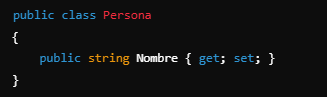 public class Persona
{
    public string Nombre { get; set; }
}